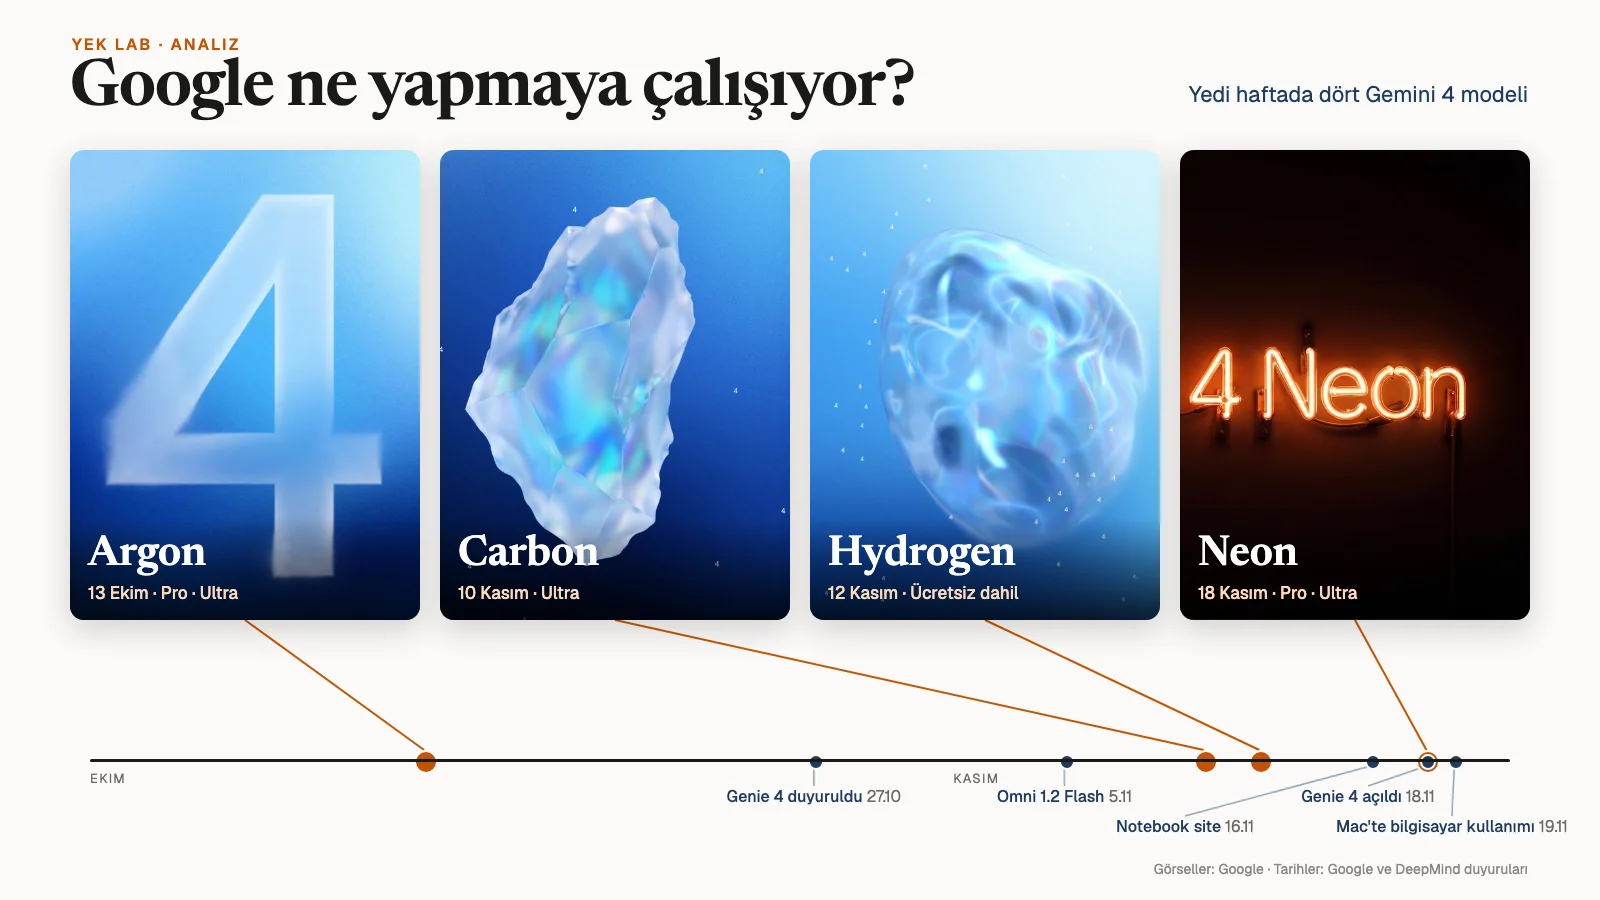 YEK LAB · ANALIZ
Google ne yapmaya çalışıyor?
Yedi haftada dört Gemini 4 modeli
4
4 Neon
Argon
13 Ekim · Pro · Ultra
Carbon
10 Kasım · Ultra
Hydrogen
12 Kasım · Ücretsiz dahil
Neon
18 Kasım · Pro · Ultra
EKIM
KASIM
Genie 4 duyuruldu 27.10
Omni 1.2 Flash 5.11
Genie 4 açıldı 18.11
Notebook site 16.11
Mac'te bilgisayar kullanımı 19.11
Görseller: Google · Tarihler: Google ve DeepMind duyuruları